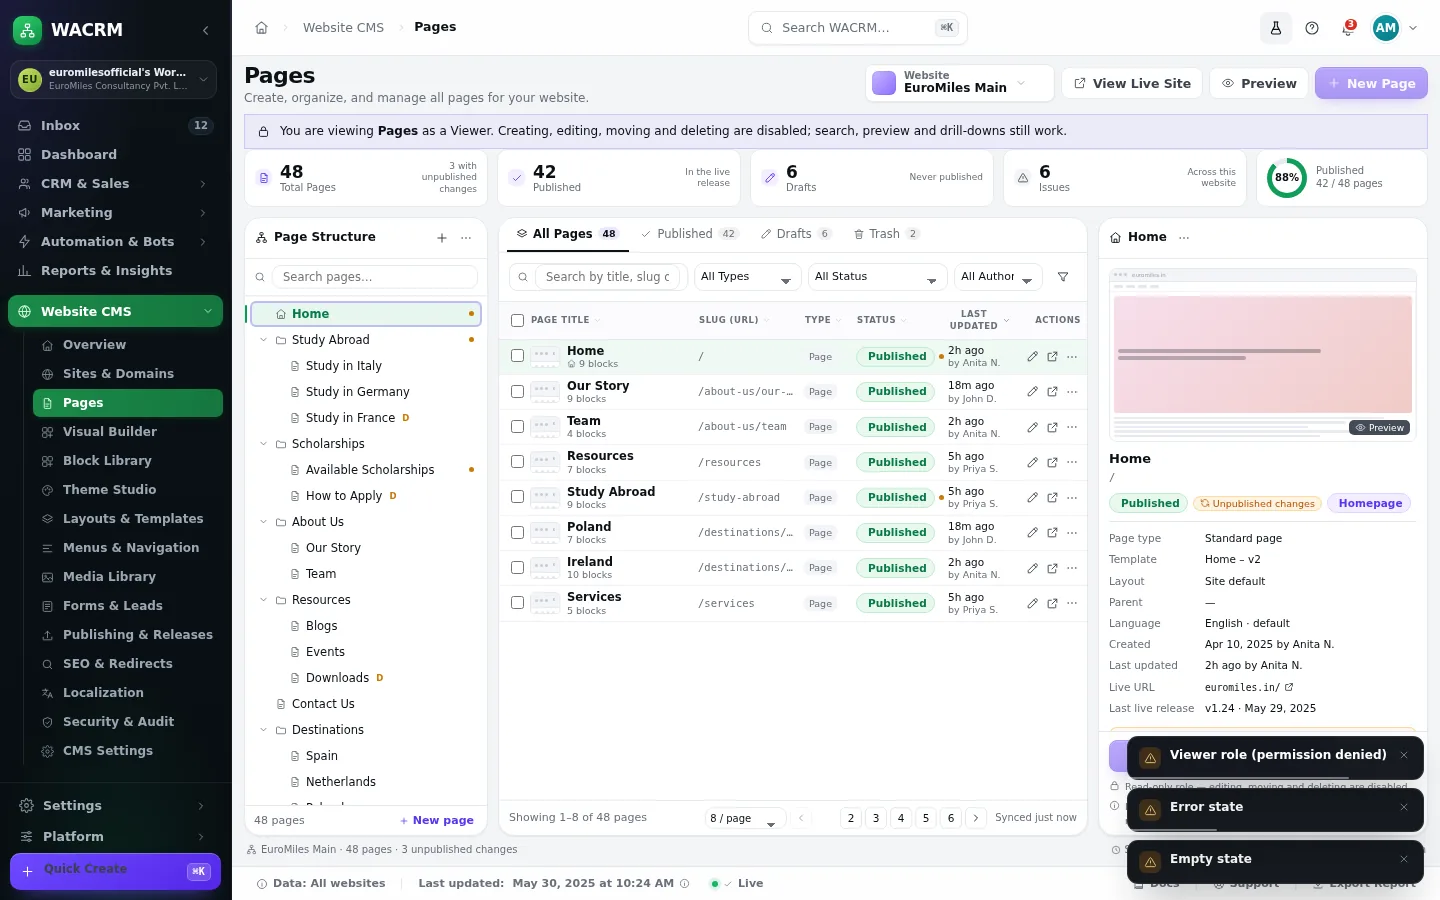 WACRM
EU
euromilesofficial's Wor...
EuroMiles Consultancy Pvt. L...
Inbox 12
Dashboard
CRM & Sales
Marketing
Automation & Bots
Reports & Insights
Website CMS
Overview
Sites & Domains
Pages
Visual Builder
Block Library
Theme Studio
Layouts & Templates
Menus & Navigation
Media Library
Forms & Leads
Publishing & Releases
SEO & Redirects
Localization
Security & Audit
CMS Settings
Settings
Platform
Quick Create ⌘K
Website CMS Pages
Search WACRM... ⌘K
3
AM
Pages
Create, organize, and manage all pages for your website.
Website
EuroMiles Main
View Live Site
Preview
New Page
You are viewing Pages as a Viewer. Creating, editing, moving and deleting are disabled; search, preview and drill-downs still work.
48
Total Pages
3 with
unpublished
changes
42
Published
In the live
release
6
Drafts
Never published
6
Issues
Across this
website
88%
Published
42 / 48 pages
Page Structure
Search pages...
Home
Study Abroad
Study in Italy
Study in Germany
Study in France D
Scholarships
Available Scholarships
How to Apply D
About Us
Our Story
Team
Resources
Blogs
Events
Downloads D
Contact Us
Destinations
Spain
Netherlands
48 pages
+ New page
All Pages 48
Published 42
Drafts 6
Trash 2
Search by title, slug c
All Types
All Status
All Author
PAGE TITLE SLUG (URL) TYPE STATUS LAST UPDATED ACTIONS
Home / Page Published 2h ago
9 blocks by Anita N.
Our Story /about-us/our-... Page Published 18m ago
9 blocks by John D.
Team /about-us/team Page Published 2h ago
4 blocks by Anita N.
Resources /resources Page Published 5h ago
7 blocks by Priya S.
Study Abroad /study-abroad Page Published 5h ago
9 blocks by Priya S.
Poland /destinations/... Page Published 18m ago
7 blocks by John D.
Ireland /destinations/... Page Published 2h ago
10 blocks by Anita N.
Services /services Page Published 5h ago
5 blocks by Priya S.
Showing 1–8 of 48 pages
8 / page
2 3 4 5 6
Synced just now
Home
euromiles.in
Preview
Home
/
Published Unpublished changes Homepage
Page type Standard page
Template Home – v2
Layout Site default
Parent —
Language English · default
Created Apr 10, 2025 by Anita N.
Last updated 2h ago by Anita N.
Live URL euromiles.in/
Last live release v1.24 · May 29, 2025
Read-only role — editing, moving and deleting are disabled
Viewer role (permission denied)
Error state
Empty state
EuroMiles Main · 48 pages · 3 unpublished changes
Data: All websites
Last updated: May 30, 2025 at 10:24 AM
Live
Docs
Support
Export Report